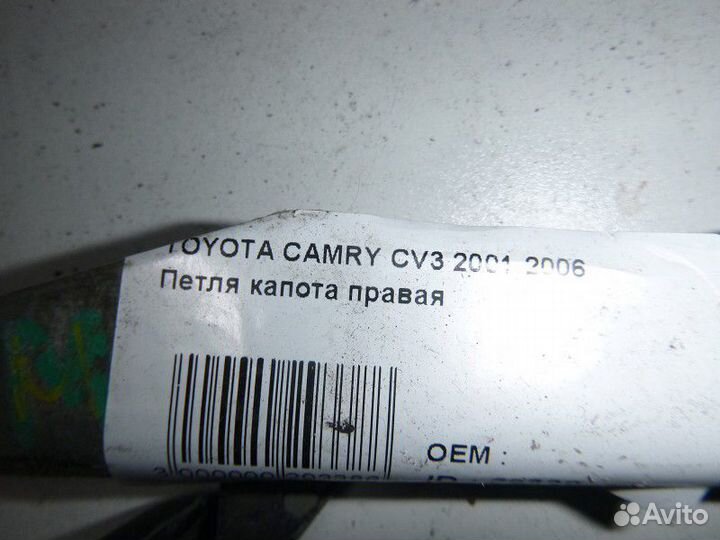 TOYOTA CAMRY CV3 2001-2006
Петля капота правая
OEM :
Avito